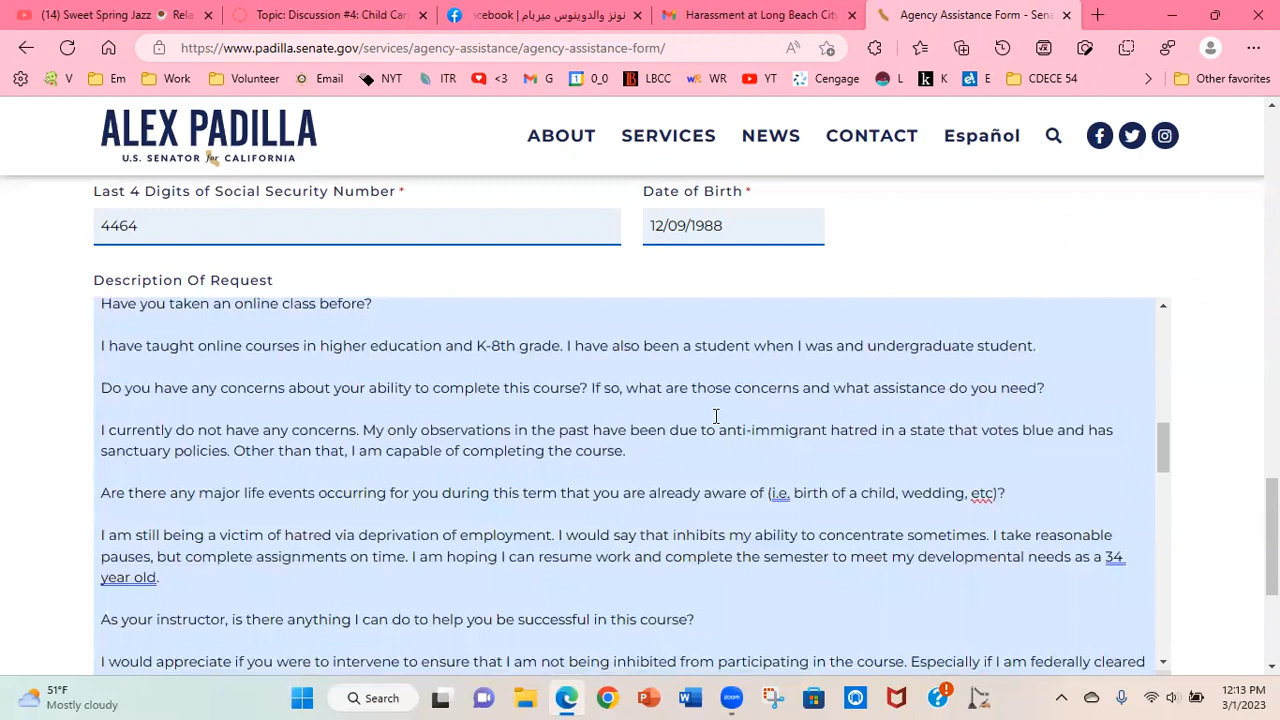 (14) Sweet Spring Jazz Rela
Topic: Discussion #4: Child Car
نونز والدوينوس ميريام | Facebook
Harassment at Long Beach City
Agency Assistance Form - Sena
https://www.padilla.senate.gov/services/agency-assistance/agency-assistance-form/
V
Em
Work
Volunteer
Email
NYT
ITR
<3
G
0_0
LBCC
WR
YT
Cengage
L
K
E
CDECE 54
Other favorites
ALEX PADILLA
U.S. SENATOR for CALIFORNIA
ABOUT SERVICES NEWS CONTACT Español
Last 4 Digits of Social Security Number * Date of Birth *
4464 12/09/1988
Description Of Request
Have you taken an online class before?
I have taught online courses in higher education and K-8th grade. I have also been a student when I was and undergraduate student.
Do you have any concerns about your ability to complete this course? If so, what are those concerns and what assistance do you need?
I currently do not have any concerns. My only observations in the past have been due to anti-immigrant hatred in a state that votes blue and has
sanctuary policies. Other than that, I am capable of completing the course.
Are there any major life events occurring for you during this term that you are already aware of (i.e. birth of a child, wedding, etc)?
I am still being a victim of hatred via deprivation of employment. I would say that inhibits my ability to concentrate sometimes. I take reasonable
pauses, but complete assignments on time. I am hoping I can resume work and complete the semester to meet my developmental needs as a 34
year old.
As your instructor, is there anything I can do to help you be successful in this course?
I would appreciate if you were to intervene to ensure that I am not being inhibited from participating in the course. Especially if I am federally cleared
51°F
Mostly cloudy
Search
12:13 PM
3/1/2023